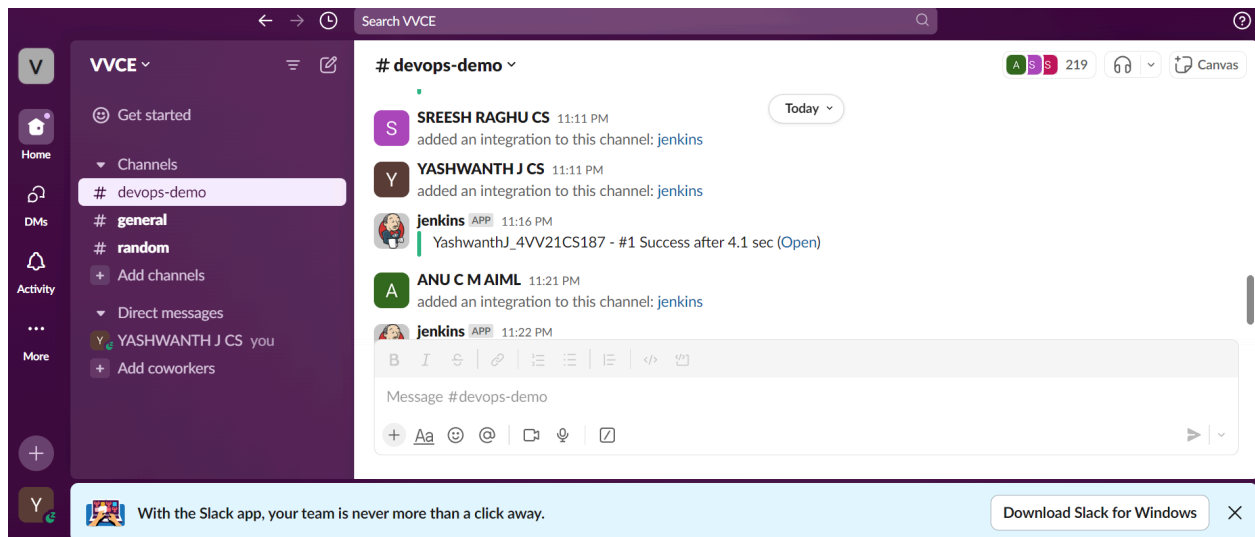 Search VVCE
V
VVCE
# devops-demo
A S S 219
Canvas
Get started
Today
SREESH RAGHU CS 11:11 PM
S
added an integration to this channel: jenkins
Home
Channels
YASHWANTH J CS 11:11 PM
Y
added an integration to this channel: jenkins
# devops-demo
DMs
# general
jenkins APP 11:16 PM
YashwanthJ_4VV21CS187 - #1 Success after 4.1 sec (Open)
# random
Activity
+ Add channels
ANU C M AIML 11:21 PM
A
added an integration to this channel: jenkins
Direct messages
jenkins APP 11:22 PM
More
Y YASHWANTH J CS you
+ Add coworkers
B I S
Message #devops-demo
+ Aa @
+
Y
With the Slack app, your team is never more than a click away.
Download Slack for Windows